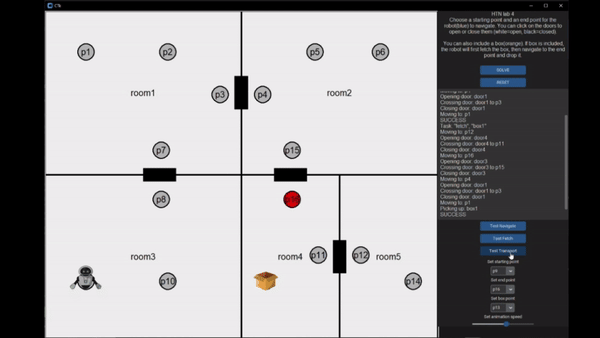 HTN lab 4
Choose a starting point and an end point for the
robot(blue) to navigate. You can click on the doors to
open or close them (white=open, black=closed).
You can also include a box(orange). If box is included,
the robot will first fetch the box, then navigate to the
end point and drop it.
SOLVE
RESET
Moving to: p1
Opening door: door1
Crossing door: door1 to p3
Closing door: door1
Moving to: p1
SUCCESS
Task: "fetch", "box1"
Moving to: p12
Opening door: door4
Crossing door: door4 to p11
Closing door: door4
Moving to: p16
Opening door: door3
Crossing door: door3 to p15
Closing door: door3
Moving to: p4
Opening door: door1
Crossing door: door1 to p3
Closing door: door1
Moving to: p1
Picking up: box1
SUCCESS
Test Navigate
Test Fetch
Test Transport
Set starting point
p9
Set end point
p16
Set box point
Set animation speed
p1
p2
p5
p6
room1
room2
p3
p4
p7
p15
p8
room3
room4
p11
p12
room5
p10
p14